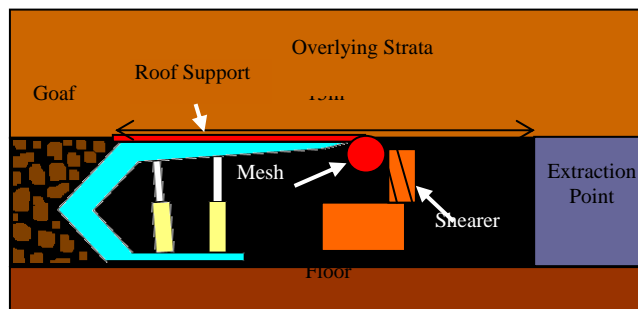 Overlying Strata
Roof Support
Goaf
Mesh
Extraction
Point
Shearer
Floor